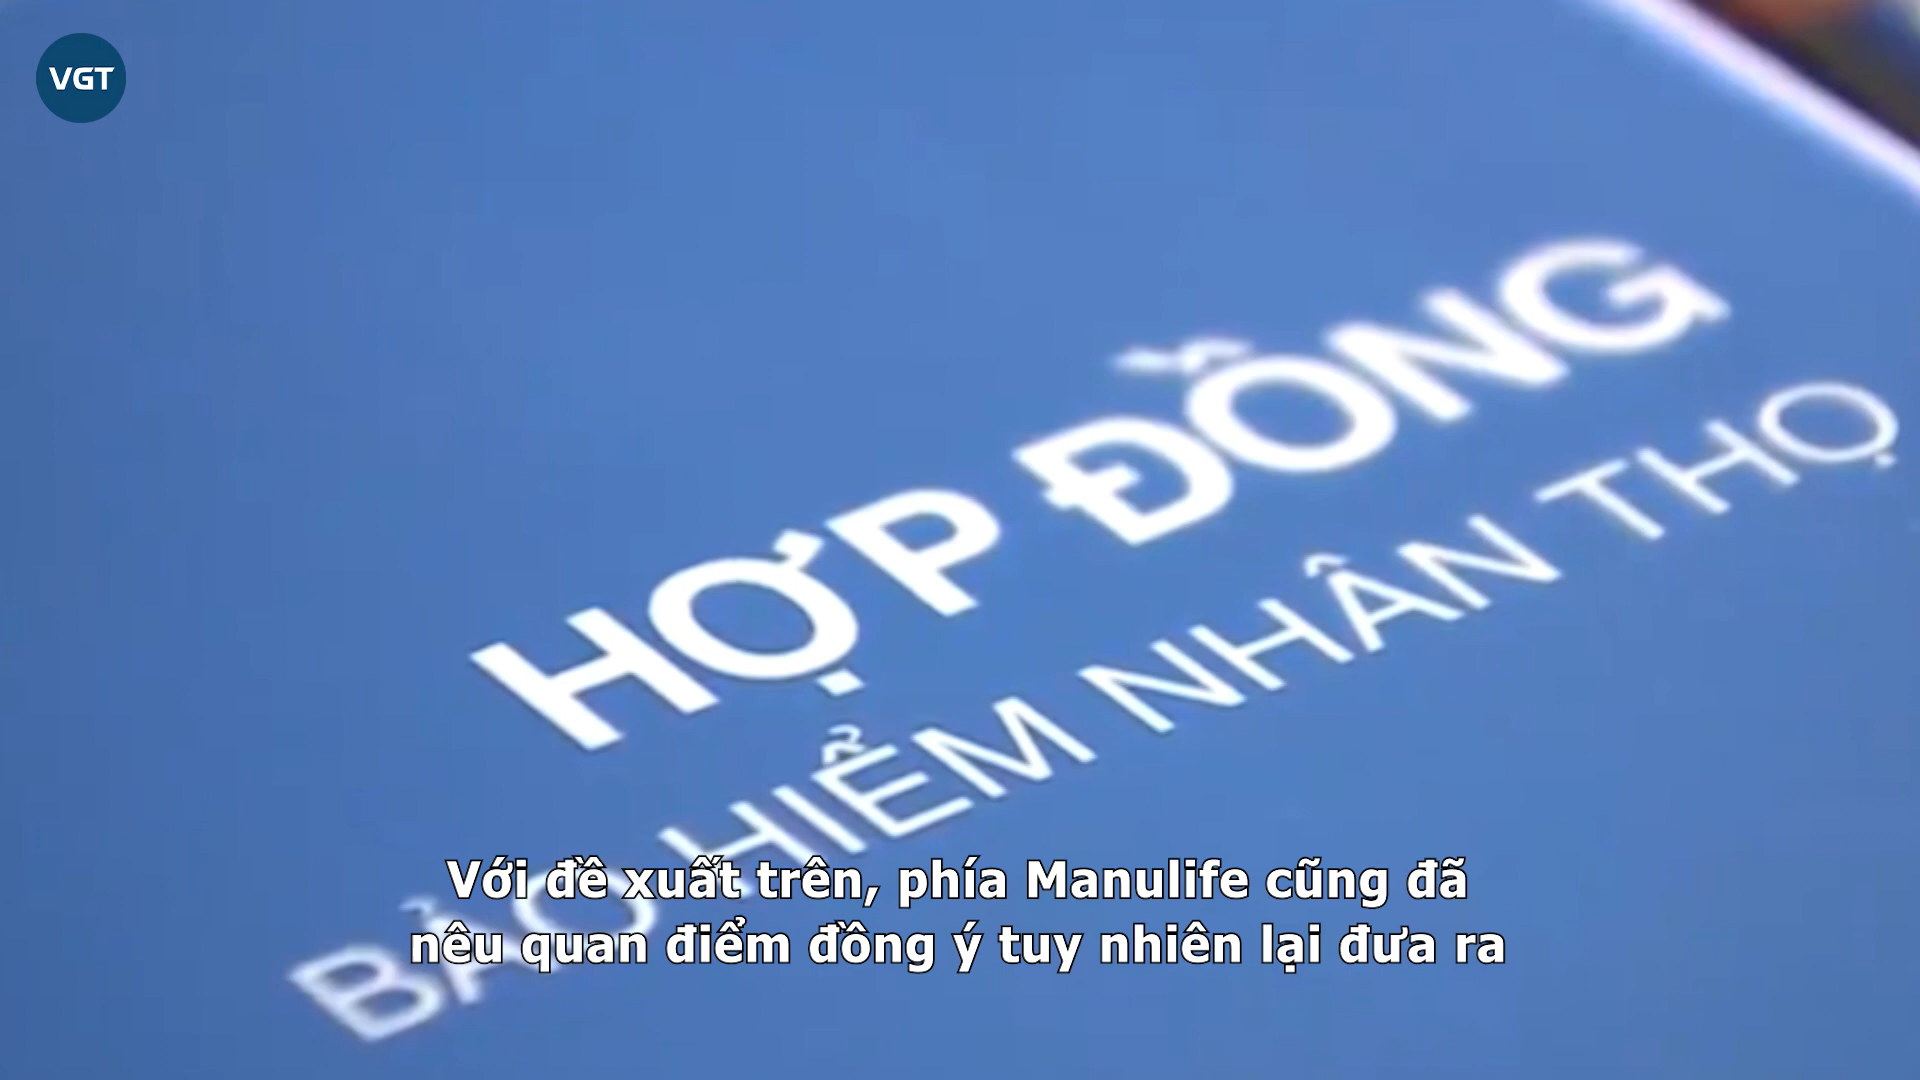 VGT
HỢP ĐỒNG
BẢO HIỂM NHÂN THỌ
Với đề xuất trên, phía Manulife cũng đã
nêu quan điểm đồng ý tuy nhiên lại đưa ra